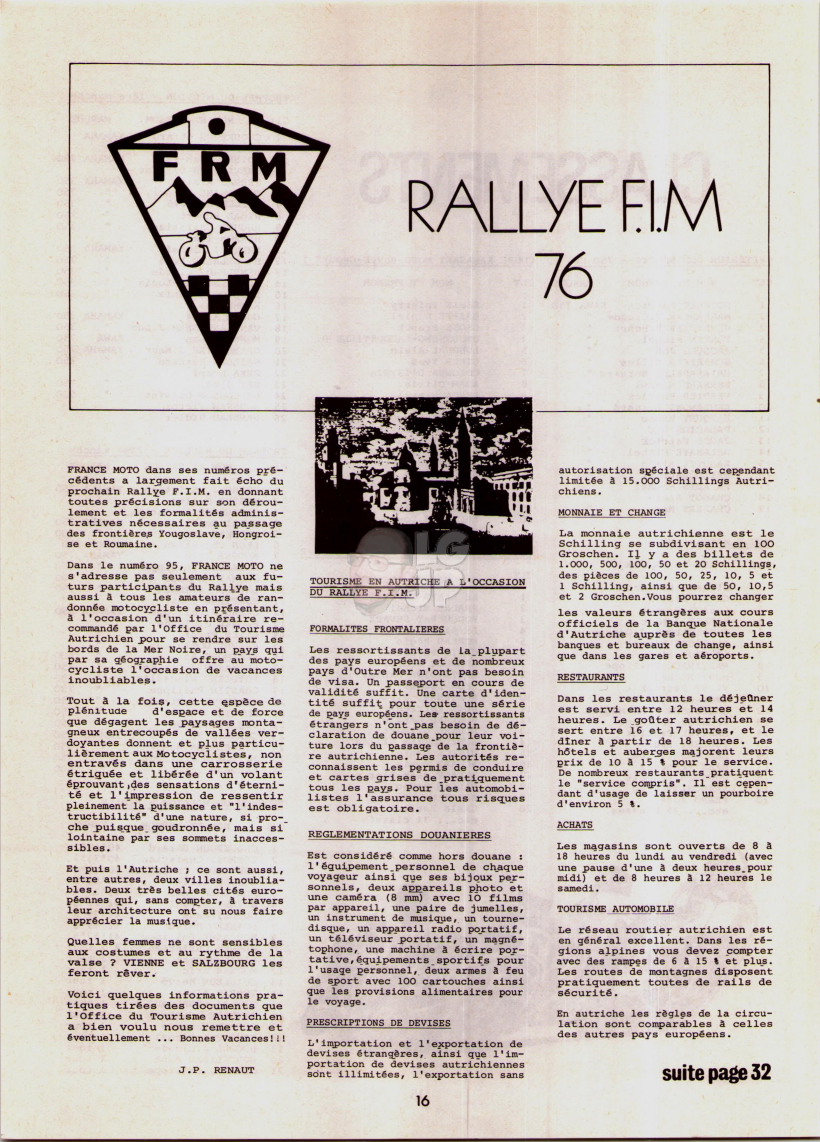 FRM
RALLYE F.I.M
76
FRANCE MOTO dans ses numéros pré-
cédents a largement fait écho du
prochain Rallye F.I.M. en donnant
toutes précisions sur son dérou-
lement et les formalités adminis-
tratives nécessaires au passage
des frontières Yougoslave, Hongroi-
se et Roumaine.
Dans le numéro 95, FRANCE MOTO ne
s'adresse pas seulement aux fu-
turs participants du Rallye mais
aussi à tous les amateurs de ran-
donnée motocycliste en présentant,
à l'occasion d'un itinéraire re-
commandé par l'Office du Tourisme
Autrichien pour se rendre sur les
bords de la Mer Noire, un pays qui
par sa géographie offre au moto-
cycliste l'occasion de vacances
inoubliables.
Tout à la fois, cette espèce de
plénitude d'espace et de force
que dégagent les paysages monta-
gneux entrecoupés de vallées ver-
doyantes donnent et plus particu-
lièrement aux Motocyclistes, non
entravés dans une carrosserie
étriquée et libérée d'un volant
éprouvant,des sensations d'éterni-
té et l'impression de ressentir
pleinement la puissance et "l'indes-
tructibilité" d'une nature, si pro-
che puisque goudronnée, mais si
lointaine par ses sommets inacces-
sibles.
Et puis l'Autriche ; ce sont aussi,
entre autres, deux villes inoublia-
bles. Deux très belles cités euro-
péennes qui, sans compter, à travers
leur architecture ont su nous faire
apprécier la musique.
Quelles femmes ne sont sensibles
aux costumes et au rythme de la
valse ? VIENNE et SALZBOURG les
feront rêver.
Voici quelques informations pra-
tiques tirées des documents que
l'Office du Tourisme Autrichien
a bien voulu nous remettre et
éventuellement ... Bonnes Vacances!!!
J.P. RENAUT
LG
JP
TOURISME EN AUTRICHE A L'OCCASION
DU RALLYE F.I.M.
FORMALITES FRONTALIERES
Les ressortissants de la plupart
des pays européens et de nombreux
pays d'Outre Mer n'ont pas besoin
de visa. Un passeport en cours de
validité suffit. Une carte d'iden-
tité suffit pour toute une série
de pays européens. Les ressortissants
étrangers n'ont pas besoin de dé-
claration de douane pour leur voi-
ture lors du passage de la frontiè-
re autrichienne. Les autorités re-
connaissent les permis de conduire
et cartes grises de pratiquement
tous les pays. Pour les automobi-
listes l'assurance tous risques
est obligatoire.
REGLEMENTATIONS DOUANIERES
Est considéré comme hors douane :
l'équipement personnel de chaque
voyageur ainsi que ses bijoux per-
sonnels, deux appareils photo et
une caméra (8 mm) avec 10 films
par appareil, une paire de jumelles,
un instrument de musique, un tourne-
disque, un appareil radio portatif,
un téléviseur portatif, un magné-
tophone, une machine à écrire por-
tative,équipements sportifs pour
l'usage personnel, deux armes à feu
de sport avec 100 cartouches ainsi
que les provisions alimentaires pour
le voyage.
PRESCRIPTIONS DE DEVISES
L'importation et l'exportation de
devises étrangères, ainsi que l'im-
portation de devises autrichiennes
sont illimitées, l'exportation sans
autorisation spéciale est cependant
limitée à 15.000 Schillings Autri-
chiens.
MONNAIE ET CHANGE
La monnaie autrichienne est le
Schilling se subdivisant en 100
Groschen. Il y a des billets de
1.000, 500, 100, 50 et 20 Schillings,
des pièces de 100, 50, 25, 10, 5 et
1 Schilling, ainsi que de 50, 10,5
et 2 Groschen.Vous pourrez changer
les valeurs étrangères aux cours
officiels de la Banque Nationale
d'Autriche auprès de toutes les
banques et bureaux de change, ainsi
que dans les gares et aéroports.
RESTAURANTS
Dans les restaurants le déjeûner
est servi entre 12 heures et 14
heures. Le goûter autrichien se
sert entre 16 et 17 heures, et le
dîner à partir de 18 heures. Les
hôtels et auberges majorent leurs
prix de 10 à 15 % pour le service.
De nombreux restaurants pratiquent
le "service compris". Il est cepen-
dant d'usage de laisser un pourboire
d'environ 5 %.
ACHATS
Les magasins sont ouverts de 8 à
18 heures du lundi au vendredi (avec
une pause d'une à deux heures pour
midi) et de 8 heures à 12 heures le
samedi.
TOURISME AUTOMOBILE
Le réseau routier autrichien est
en général excellent. Dans les ré-
gions alpines vous devez compter
avec des rampes de 6 à 15 % et plus.
Les routes de montagnes disposent
pratiquement toutes de rails de
sécurité.
En autriche les règles de la circu-
lation sont comparables à celles
des autres pays européens.
suite page 32
16